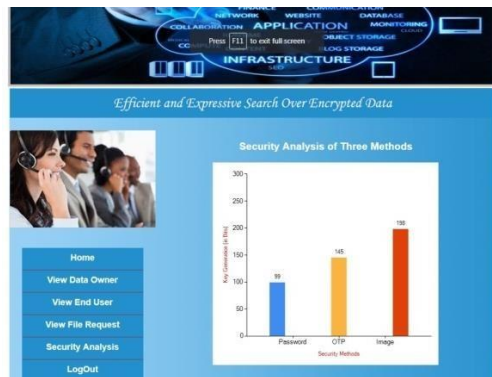 FINANCE COMMUNICATION
NETWORK WEBSITE DATABASE
COLLABORATION APPLICATION MONITORING
CLOUD
Press F11 to exit full screen
OBJECT STORAGE
BLOG STORAGE
INFRASTRUCTURE
Efficient and Expressive Search Over Encrypted Data
Security Analysis of Three Methods
Home
View Data Owner
View End User
View File Request
Security Analysis
LogOut
Key Generation [in Bits]
300
250
200
150
100
50
0
99
145
198
Password OTP Image
Security Methods